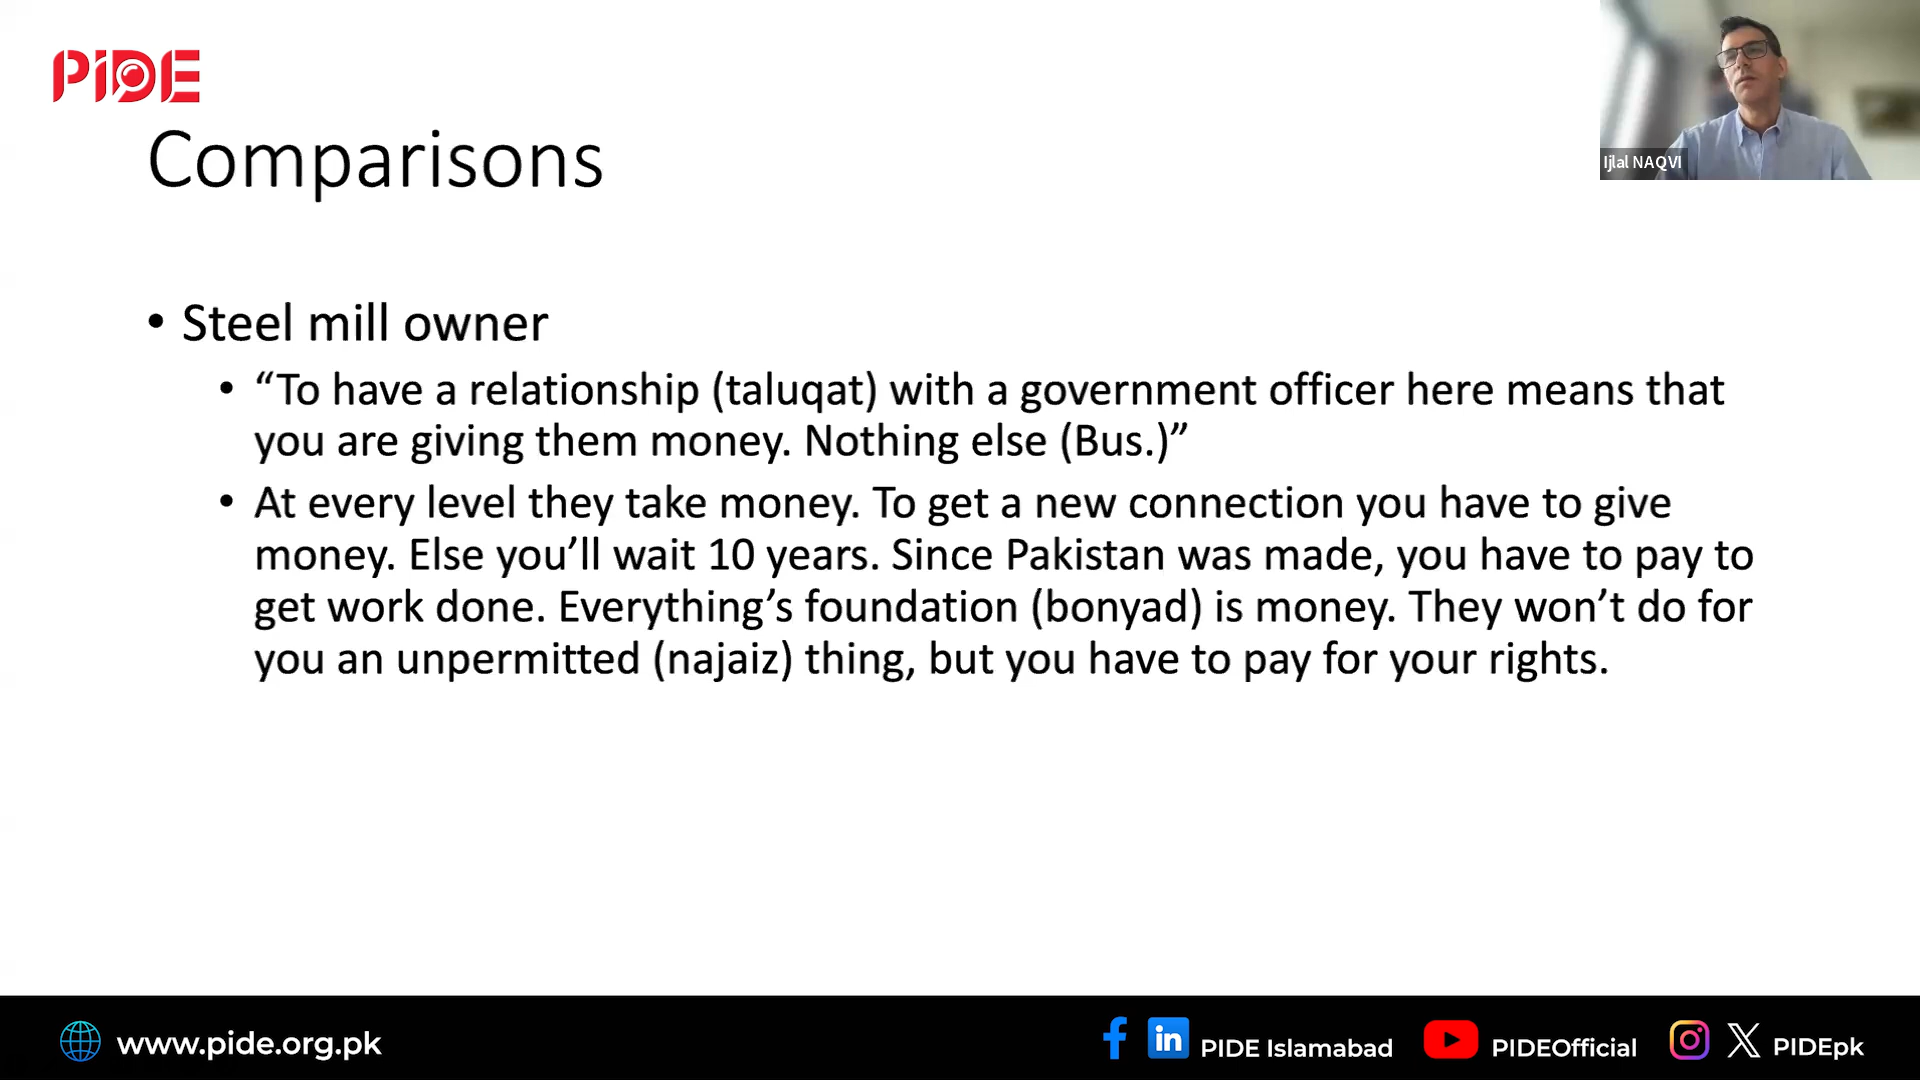 PIDE
Ijlal NAQVI
Comparisons
• Steel mill owner
• “To have a relationship (taluqat) with a government officer here means that
you are giving them money. Nothing else (Bus.)”
• At every level they take money. To get a new connection you have to give
money. Else you’ll wait 10 years. Since Pakistan was made, you have to pay to
get work done. Everything’s foundation (bonyad) is money. They won’t do for
you an unpermitted (najaiz) thing, but you have to pay for your rights.
www.pide.org.pk
PIDE Islamabad
PIDEOfficial
PIDEpk